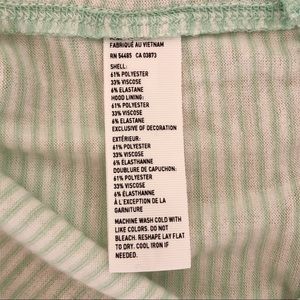 FABRIQUÉ AU VIETNAM
RN 54485 CA 03873
SHELL:
61% POLYESTER
33% VISCOSE
6% ELASTANE
HOOD LINING:
61% POLYESTER
33% VISCOSE
6% ELASTANE
EXCLUSIVE OF DECORATION
EXTÉRIEUR:
61% POLYESTER
33% VISCOSE
6% ÉLASTHANNE
DOUBLURE DE CAPUCHON:
61% POLYESTER
33% VISCOSE
6% ÉLASTHANNE
À L'EXCEPTION DE LA
GARNITURE
MACHINE WASH COLD WITH
LIKE COLORS. DO NOT
BLEACH. RESHAPE LAY FLAT
TO DRY. COOL IRON IF
NEEDED.